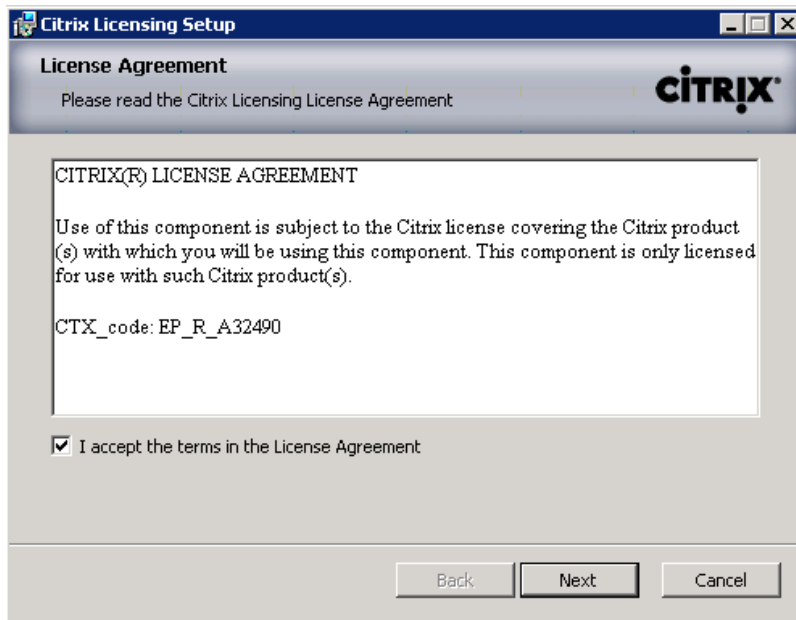 Citrix Licensing Setup
License Agreement
Please read the Citrix Licensing License Agreement
CITRIX
CITRIX(R) LICENSE AGREEMENT
Use of this component is subject to the Citrix license covering the Citrix product
(s) with which you will be using this component. This component is only licensed
for use with such Citrix product(s).
CTX_code: EP_R_A32490
I accept the terms in the License Agreement
Back Next Cancel